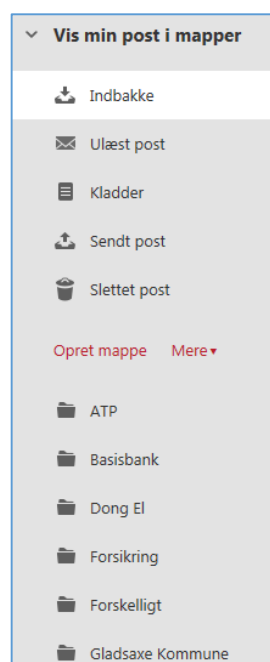 Vis min post i mapper
Indbakke
Ulæst post
Kladder
Sendt post
Slettet post
Opret mappe Mere
ATP
Basisbank
Dong El
Forsikring
Forskelligt
Gladsaxe Kommune